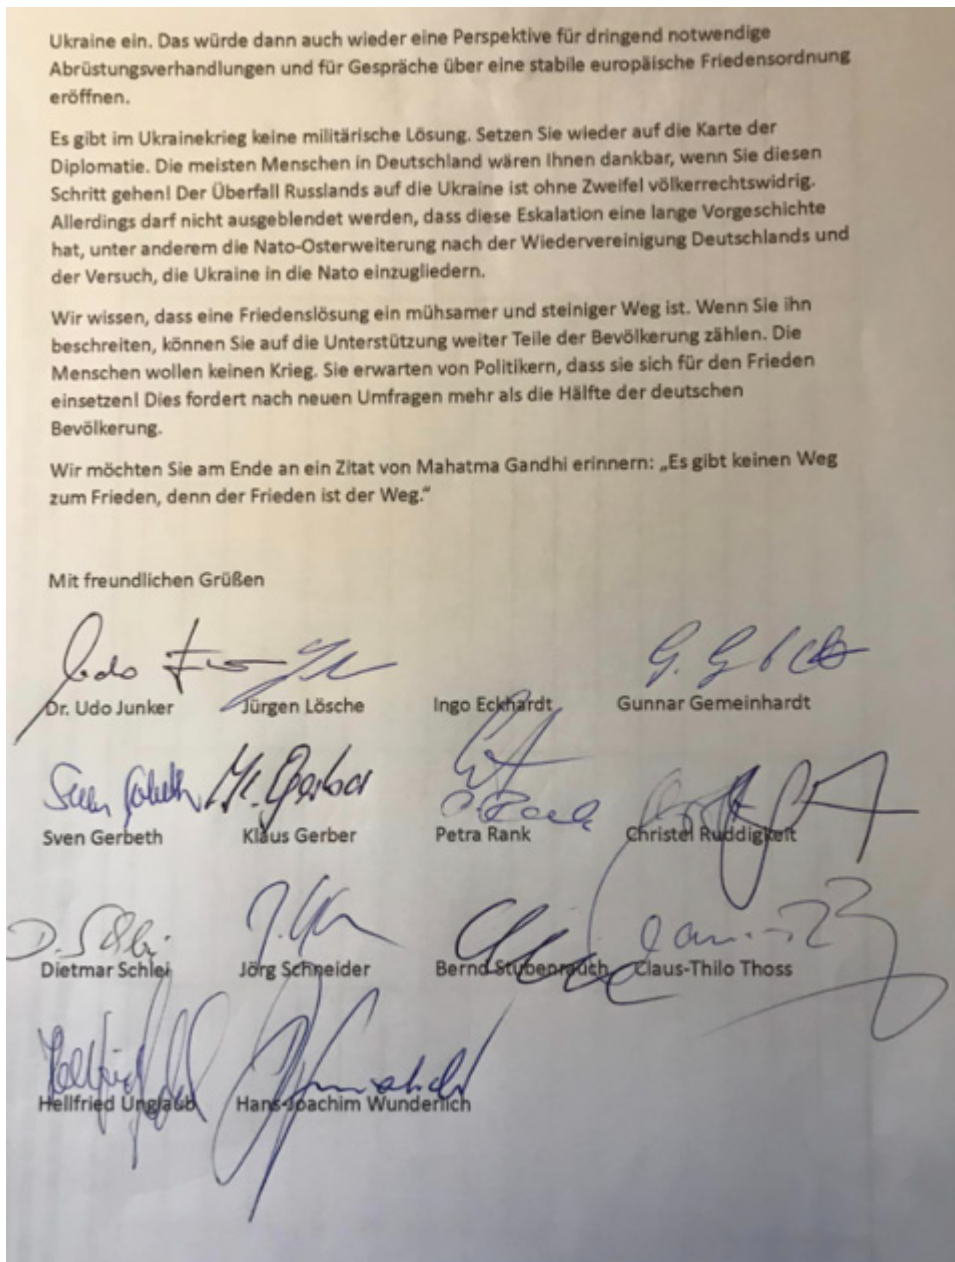 Ukraine ein. Das würde dann auch wieder eine Perspektive für dringend notwendige
Abrüstungsverhandlungen und für Gespräche über eine stabile europäische Friedensordnung
eröffnen.
Es gibt im Ukrainekrieg keine militärische Lösung. Setzen Sie wieder auf die Karte der
Diplomatie. Die meisten Menschen in Deutschland wären Ihnen dankbar, wenn Sie diesen
Schritt gehen! Der Überfall Russlands auf die Ukraine ist ohne Zweifel völkerrechtswidrig.
Allerdings darf nicht ausgeblendet werden, dass diese Eskalation eine lange Vorgeschichte
hat, unter anderem die Nato-Osterweiterung nach der Wiedervereinigung Deutschlands und
der Versuch, die Ukraine in die Nato einzugliedern.
Wir wissen, dass eine Friedenslösung ein mühsamer und steiniger Weg ist. Wenn Sie ihn
beschreiten, können Sie auf die Unterstützung weiter Teile der Bevölkerung zählen. Die
Menschen wollen keinen Krieg. Sie erwarten von Politikern, dass sie sich für den Frieden
einsetzen! Dies fordert nach neuen Umfragen mehr als die Hälfte der deutschen
Bevölkerung.
Wir möchten Sie am Ende an ein Zitat von Mahatma Gandhi erinnern: „Es gibt keinen Weg
zum Frieden, denn der Frieden ist der Weg.“
Mit freundlichen Grüßen
Dr. Udo Junker Jürgen Lösche Ingo Eckhardt Gunnar Gemeinhardt
Sven Gerbeth Klaus Gerber Petra Rank Christel Ruddigkeit
Dietmar Schlei Jörg Schneider Bernd Stubenrauch Claus-Thilo Thoss
Hellfried Unglaub Hans-Joachim Wunderlich